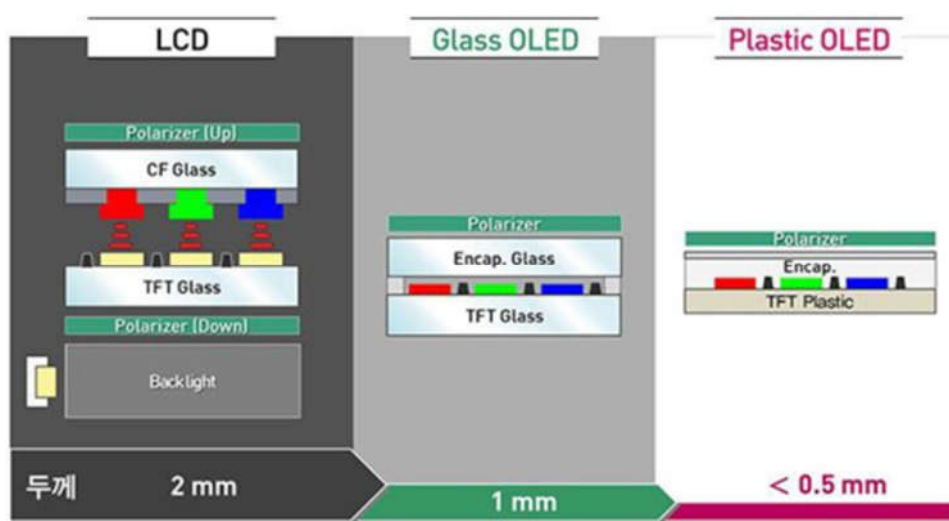 LCD
Polarizer (Up)
CF Glass
TFT Glass
Polarizer (Down)
Backlight
Glass OLED
Polarizer
Encap. Glass
TFT Glass
Plastic OLED
Polarizer
Encap.
TFT Plastic
두께
2 mm
1 mm
< 0.5 mm